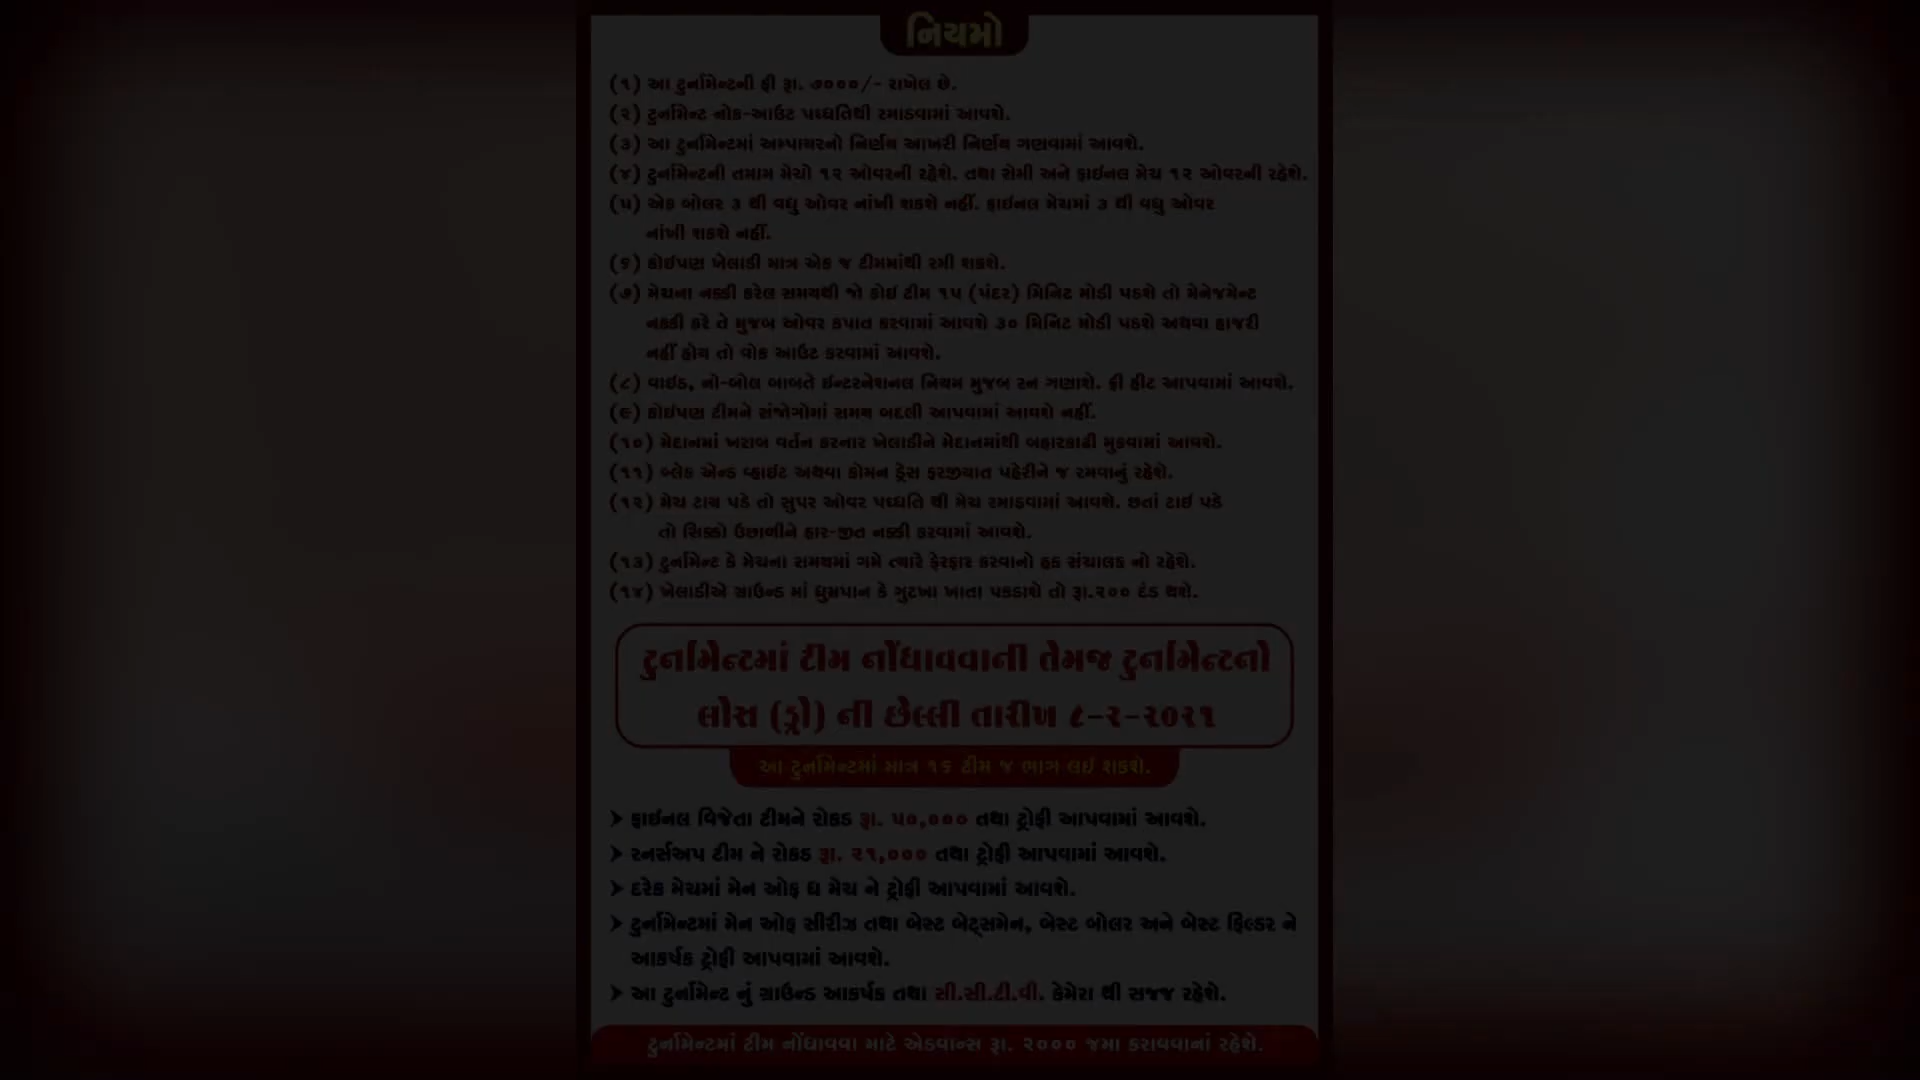 નિયમો
(૧) આ ટુર્નામેન્ટની ફી રૂા. ૭૦૦૦/- રાખેલ છે.
(૨) ટુર્નામેન્ટ નોક-આઉટ પધ્ધતિથી રમાડવામાં આવશે.
(૩) આ ટુર્નામેન્ટમાં અમ્પાયરનો નિર્ણય આખરી નિર્ણય ગણવામાં આવશે.
(૪) ટુર્નામેન્ટની તમામ મેચો ૧૨ ઓવરની રહેશે. તથા સેમી અને ફાઈનલ મેચ ૧૨ ઓવરની રહેશે.
(૫) એક બોલર ૩ થી વધુ ઓવર નાંખી શકશે નહીં. ફાઈનલ મેચમાં ૩ થી વધુ ઓવર
નાંખી શકશે નહીં.
(૬) કોઈપણ ખેલાડી માત્ર એક જ ટીમમાંથી રમી શકશે.
(૭) મેચના નક્કી કરેલ સમયથી જો કોઇ ટીમ ૧૫ (પંદર) મિનિટ મોડી પડશે તો મેનેજમેન્ટ
નક્કી કરે તે મુજબ ઓવર કપાત કરવામાં આવશે ૩૦ મિનિટ મોડી પડશે અથવા હાજરી
નહીં હોય તો વોક આઉટ કરવામાં આવશે.
(૮) વાઇડ, નો-બોલ બાબતે ઇન્ટરનેશનલ નિયમ મુજબ રન ગણાશે. ફ્રી હીટ આપવામાં આવશે.
(૯) કોઈપણ ટીમને સંજોગોમાં સમય બદલી આપવામાં આવશે નહીં.
(૧૦) મેદાનમાં ખરાબ વર્તન કરનાર ખેલાડીને મેદાનમાંથી બહારકાઢી મુકવામાં આવશે.
(૧૧) બ્લેક એન્ડ વ્હાઈટ અથવા કોમન ડ્રેસ ફરજીયાત પહેરીને જ રમવાનું રહેશે.
(૧૨) મેચ ટાય પડે તો સુપર ઓવર પધ્ધતિ થી મેચ રમાડવામાં આવશે. છતાં ટાઈ પડે
તો સિક્કો ઉછાળીને હાર-જીત નક્કી કરવામાં આવશે.
(૧૩) ટુર્નામેન્ટ કે મેચના સમયમાં ગમે ત્યારે ફેરફાર કરવાનો હક સંચાલક નો રહેશે.
(૧૪) ખેલાડીએ ગ્રાઉન્ડ માં ધુમ્રપાન કે ગુટખા ખાતા પકડાશે તો રૂા.૨૦૦ દંડ થશે.
ટુર્નામેન્ટમાં ટીમ નોંધાવવાની તેમજ ટુર્નામેન્ટનો
લોસ (ડ્રો) ની છેલ્લી તારીખ ૮-૨-૨૦૨૧
આ ટુર્નામેન્ટમાં માત્ર ૧૬ ટીમ જ ભાગ લઈ શકશે.
➤ ફાઈનલ વિજેતા ટીમને રોકડ રૂા. ૫૦,૦૦૦ તથા ટ્રોફી આપવામાં આવશે.
➤ રનર્સઅપ ટીમ ને રોકડ રૂા. ૨૧,૦૦૦ તથા ટ્રોફી આપવામાં આવશે.
➤ દરેક મેચમાં મેન ઓફ ધ મેચ ને ટ્રોફી આપવામાં આવશે.
➤ ટુર્નામેન્ટમાં મેન ઓફ સીરીઝ તથા બેસ્ટ બેટ્સમેન, બેસ્ટ બોલર અને બેસ્ટ ફિલ્ડર ને
આકર્ષક ટ્રોફી આપવામાં આવશે.
➤ આ ટુર્નામેન્ટ નું ગ્રાઉન્ડ આકર્ષક તથા સી.સી.ટી.વી. કેમેરા થી સજ્જ રહેશે.
ટુર્નામેન્ટમાં ટીમ નોંધાવવા માટે એડવાન્સ રૂા. ૨૦૦૦ જમા કરાવવાનાં રહેશે.